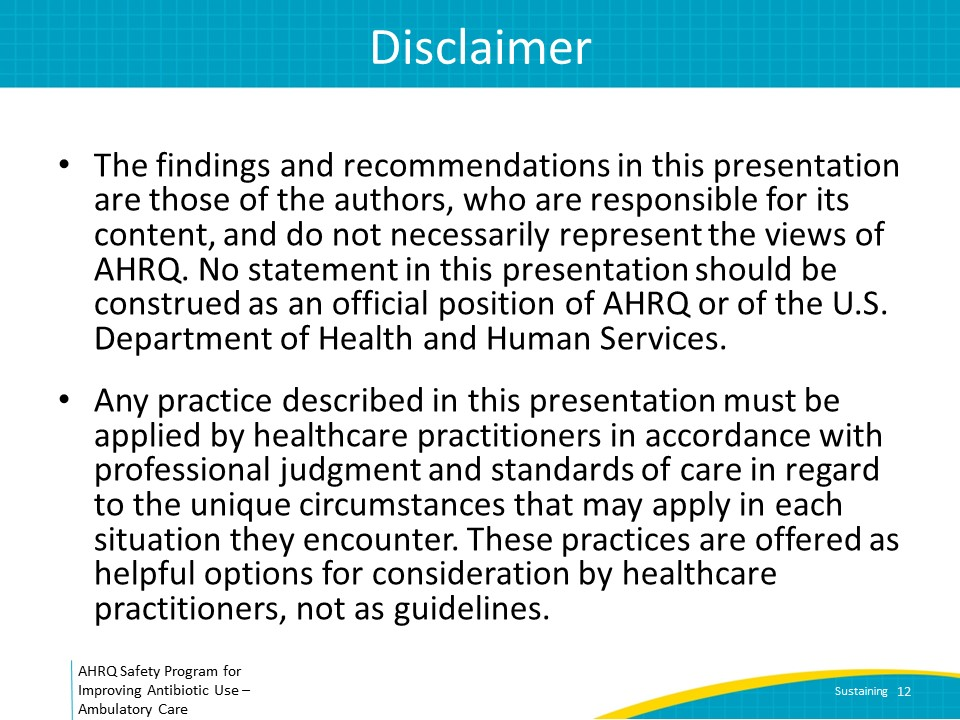 Disclaimer
• The findings and recommendations in this presentation
are those of the authors, who are responsible for its
content, and do not necessarily represent the views of
AHRQ. No statement in this presentation should be
construed as an official position of AHRQ or of the U.S.
Department of Health and Human Services.
• Any practice described in this presentation must be
applied by healthcare practitioners in accordance with
professional judgment and standards of care in regard
to the unique circumstances that may apply in each
situation they encounter. These practices are offered as
helpful options for consideration by healthcare
practitioners, not as guidelines.
AHRQ Safety Program for
Improving Antibiotic Use –
Ambulatory Care
Sustaining 12